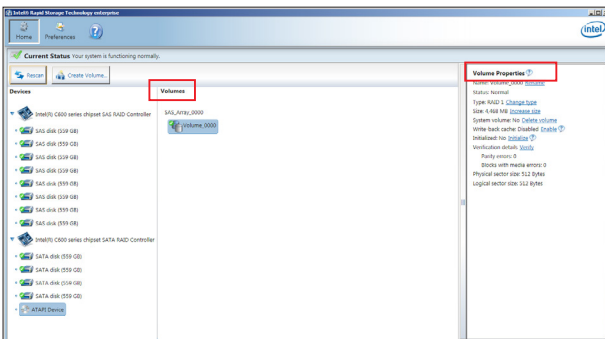 Intel® Rapid Storage Technology enterprise
Home
Preferences
intel
Current Status Your system is functioning normally.
Rescan
Create Volume...
Devices
Intel(R) C600 series chipset SAS RAID Controller
SAS disk (559 GB)
SAS disk (559 GB)
SAS disk (559 GB)
SAS disk (559 GB)
SAS disk (559 GB)
SAS disk (559 GB)
SAS disk (559 GB)
SAS disk (559 GB)
Intel(R) C600 series chipset SATA RAID Controller
SATA disk (559 GB)
SATA disk (559 GB)
SATA disk (559 GB)
SATA disk (559 GB)
ATAPI Device
Volumes
SAS_Array_0000
Volume_0000
Volume Properties
Name: Volume_0000 Rename
Status: Normal
Type: RAID 1 Change type
Size: 4,468 MB Increase size
System volume: No Delete volume
Write-back cache: Disabled Enable
Initialized: No Initialize
Verification details Verify
Parity errors: 0
Blocks with media errors: 0
Physical sector size: 512 Bytes
Logical sector size: 512 Bytes